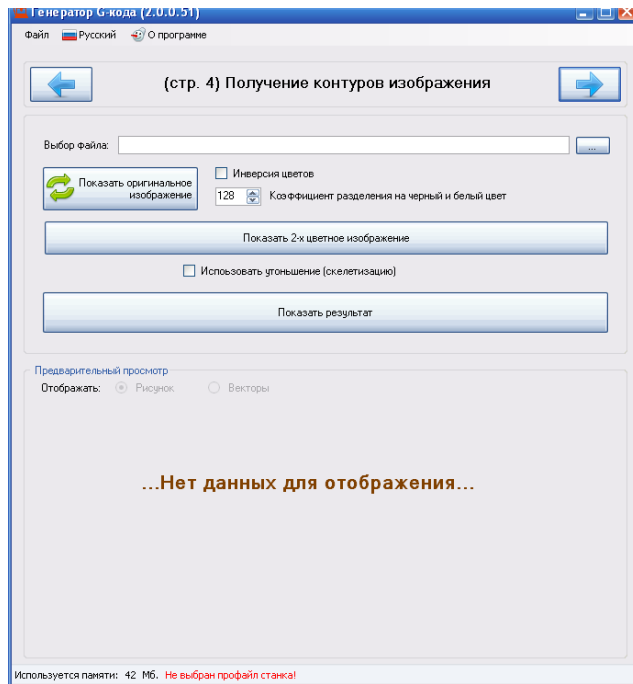 Генератор G-кода (2.0.0.51)
Файл Русский О программе
(стр. 4) Получение контуров изображения
Выбор файла: ...
Показать оригинальное
изображение
Инверсия цветов
128 Коэффициент разделения на черный и белый цвет
Показать 2-х цветное изображение
Использовать утоньшение (скелетизацию)
Показать результат
Предварительный просмотр
Отображать: Рисунок Векторы
...Нет данных для отображения...
Используется памяти: 42 Мб. Не выбран профайл станка!